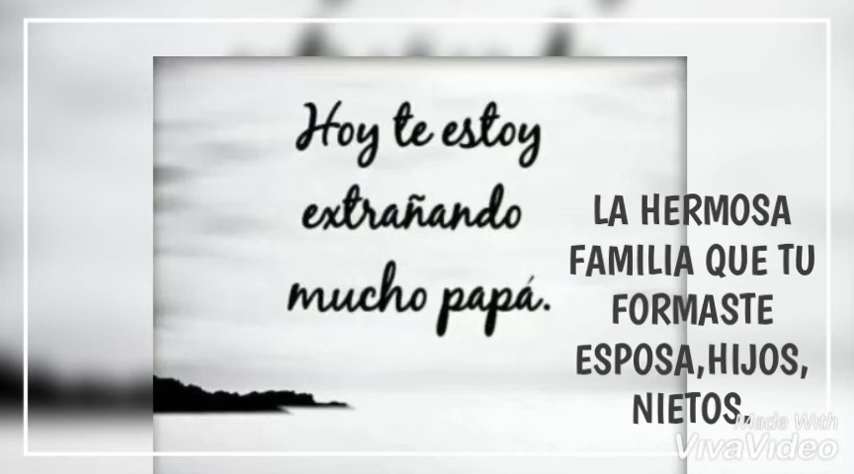 Hoy te estoy
extrañando
mucho papá.
LA HERMOSA
FAMILIA QUE TU
FORMASTE
ESPOSA,HIJOS,
NIETOS.
Made With
VivaVideo